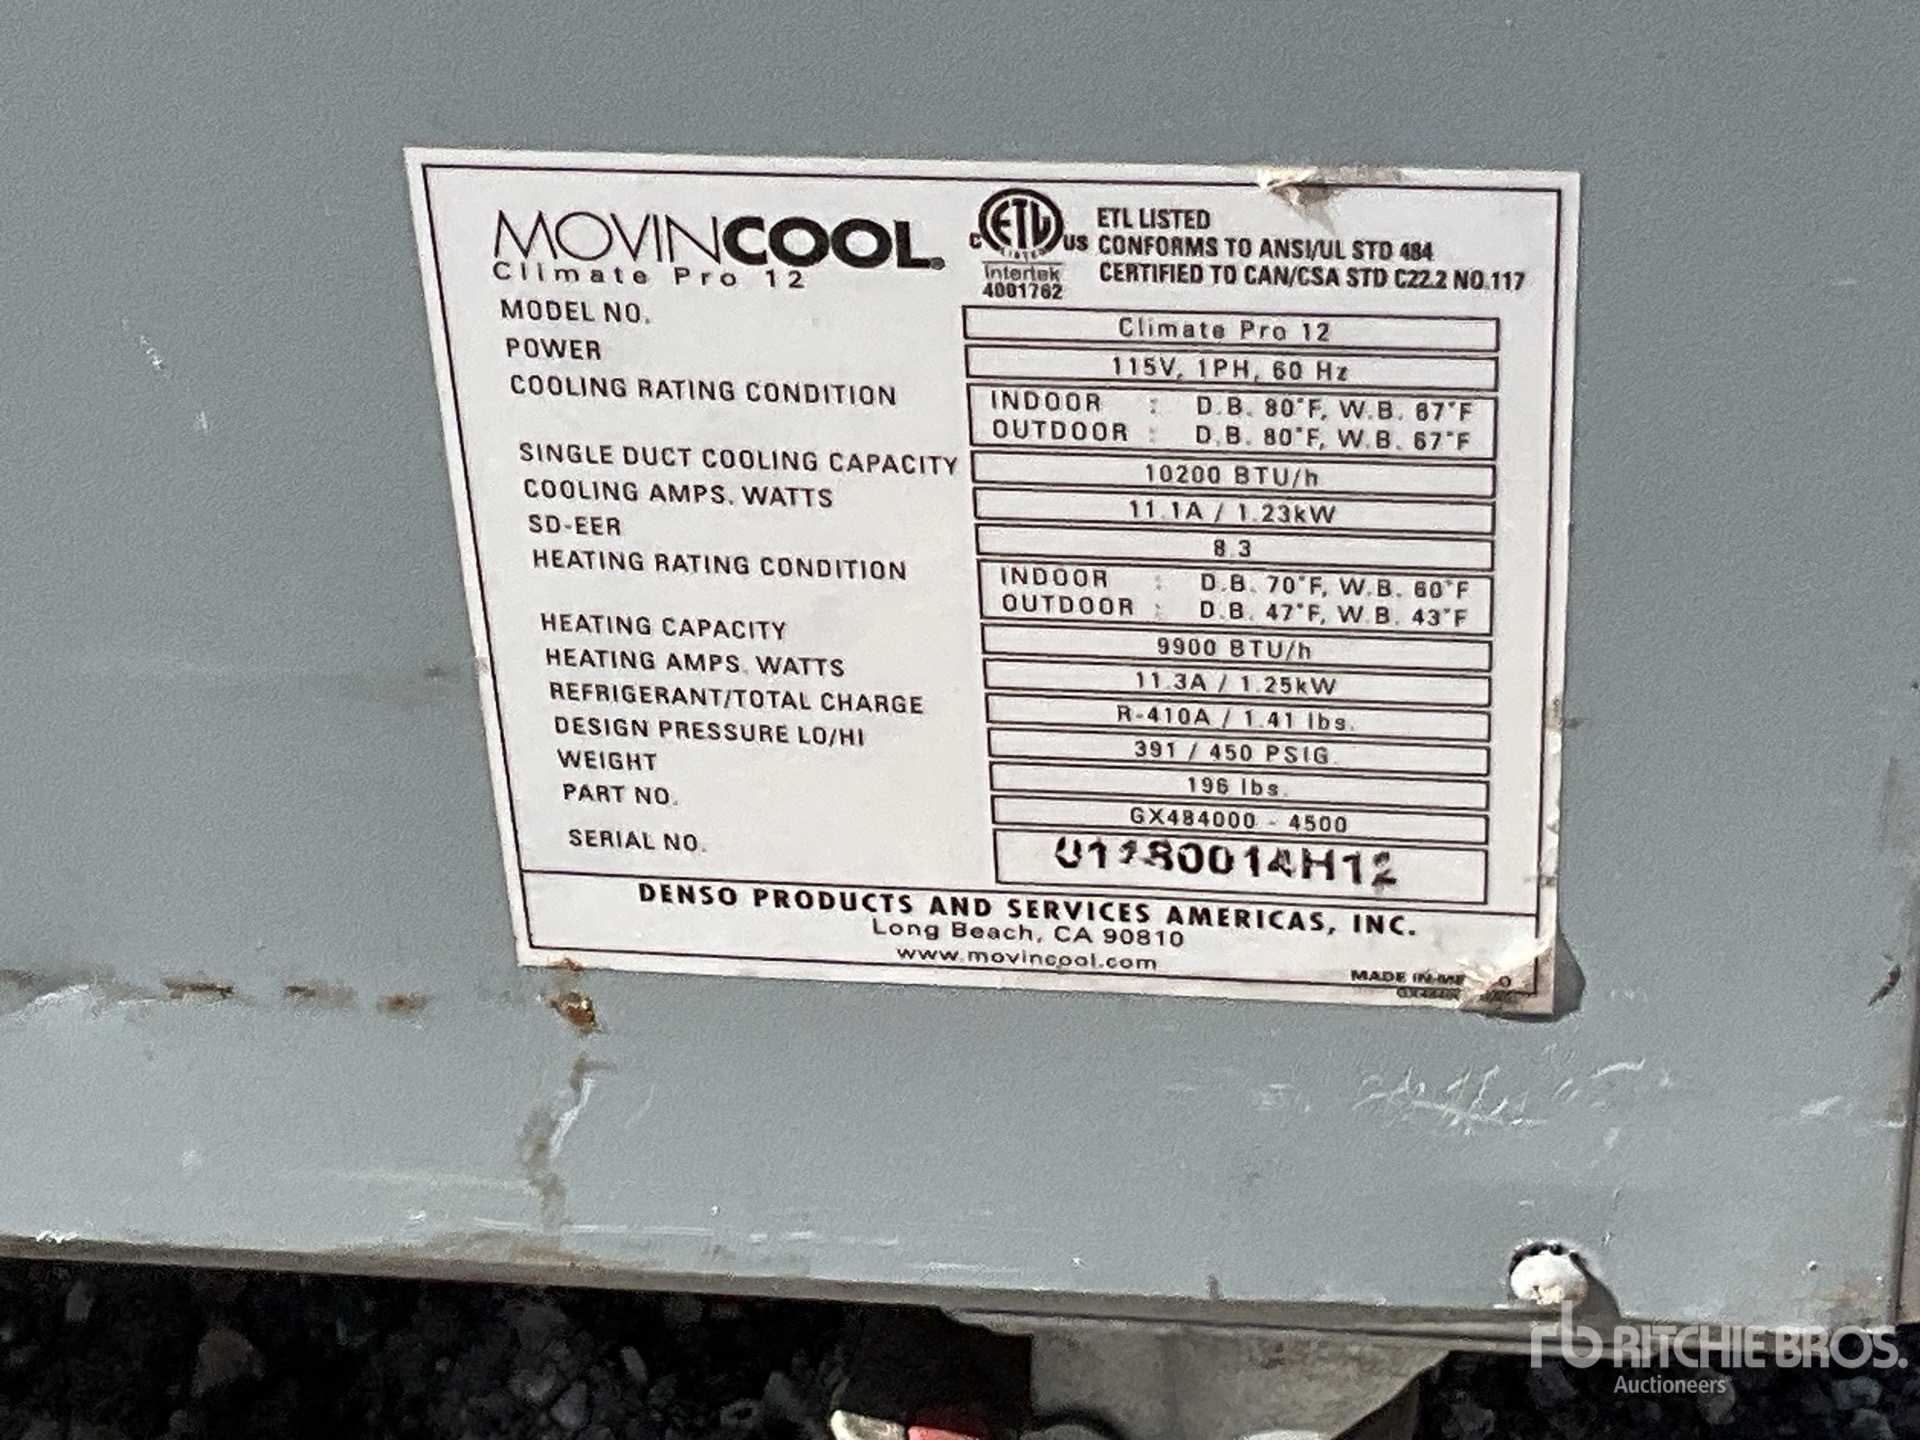 MOVINCOOL®
Climate Pro 12
C ETL US LISTED
Intertek
4001762
ETL LISTED
CONFORMS TO ANSI/UL STD 484
CERTIFIED TO CAN/CSA STD C22.2 NO.117
MODEL NO. Climate Pro 12
POWER 115V, 1PH, 60 Hz
COOLING RATING CONDITION INDOOR : D.B. 80°F, W.B. 67°F
OUTDOOR : D.B. 80°F, W.B. 67°F
SINGLE DUCT COOLING CAPACITY 10200 BTU/h
COOLING AMPS. WATTS 11.1A / 1.23kW
SD-EER 8.3
HEATING RATING CONDITION INDOOR : D.B. 70°F, W.B. 60°F
OUTDOOR : D.B. 47°F, W.B. 43°F
HEATING CAPACITY 9900 BTU/h
HEATING AMPS. WATTS 11.3A / 1.25kW
REFRIGERANT/TOTAL CHARGE R-410A / 1.41 lbs.
DESIGN PRESSURE LO/HI 391 / 450 PSIG.
WEIGHT 196 lbs.
PART NO. GX484000 - 4500
SERIAL NO.
DENSO PRODUCTS AND SERVICES AMERICAS, INC.
Long Beach, CA 90810
www.movincool.com
MADE IN
rb RITCHIE BROS.
Auctioneers